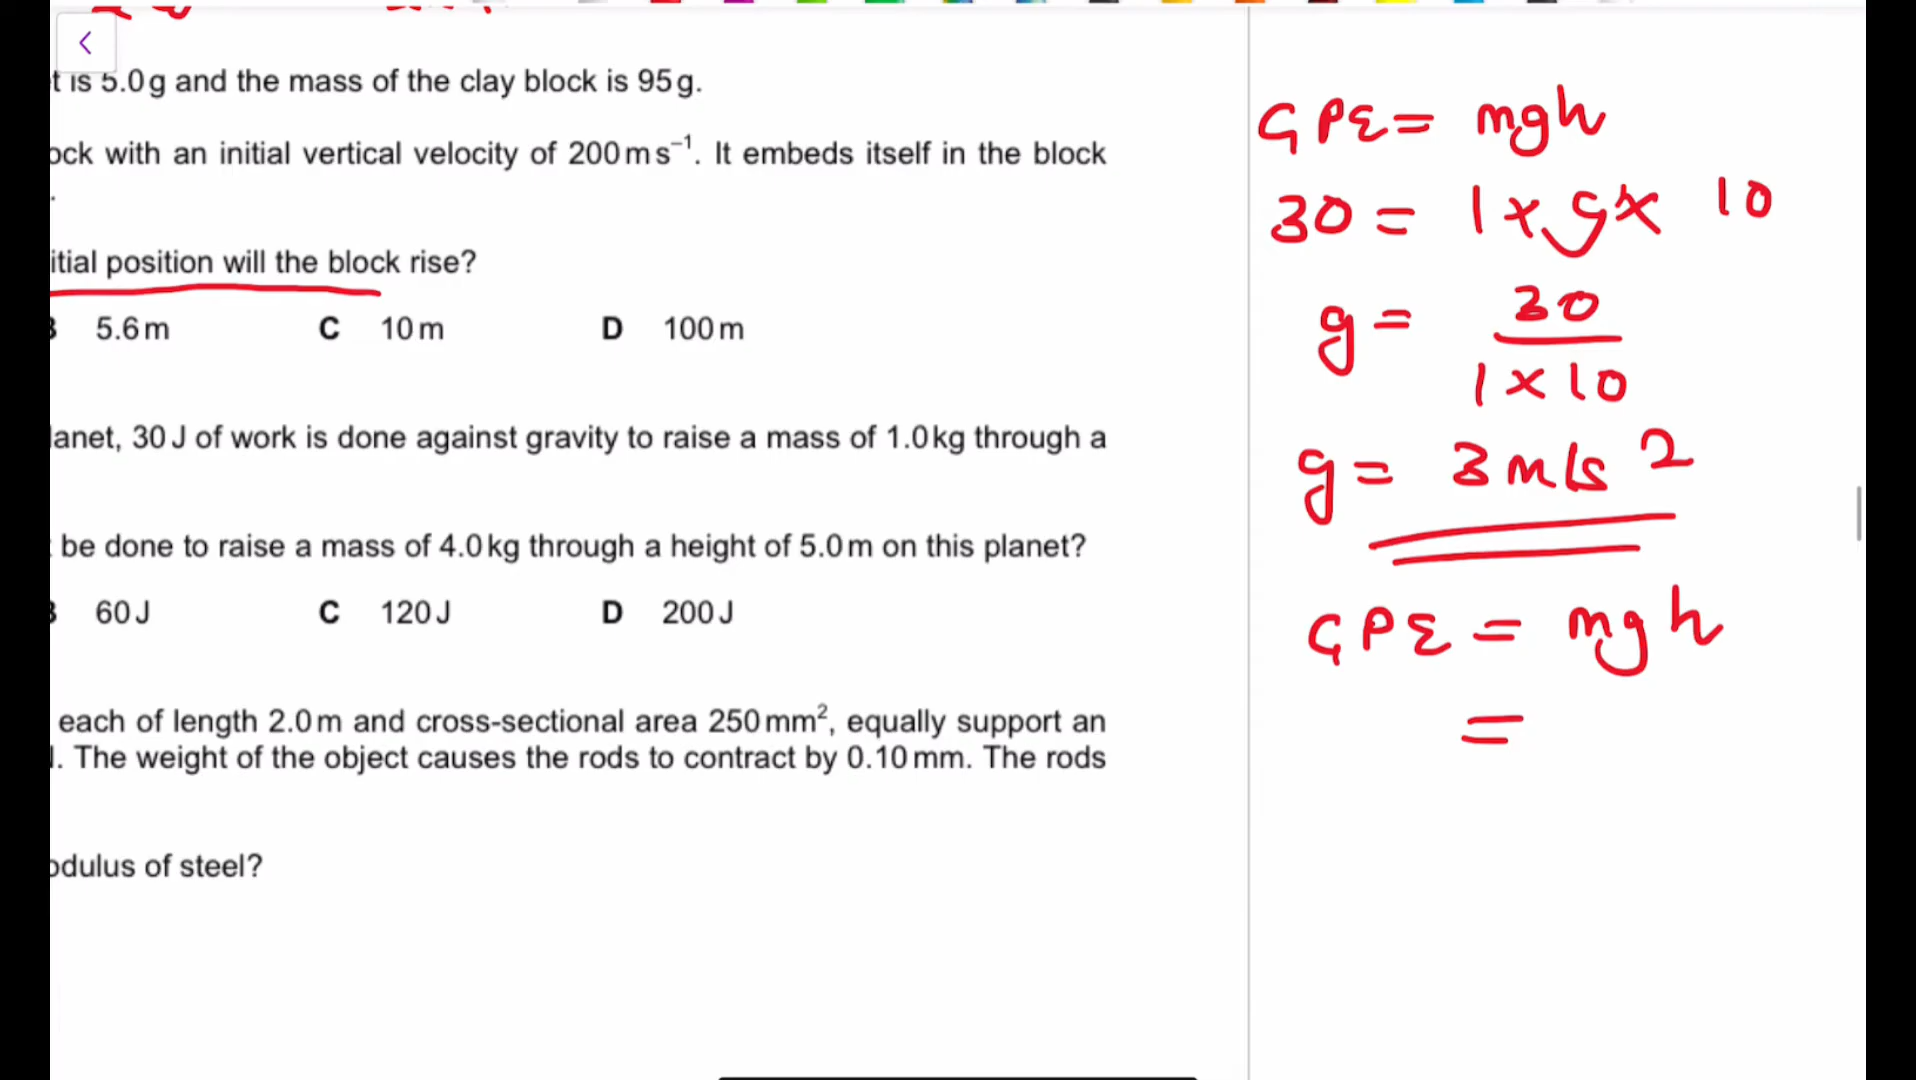 t is 5.0 g and the mass of the clay block is 95 g.
ock with an initial vertical velocity of 200 m s⁻¹. It embeds itself in the block
.
itial position will the block rise?
B 5.6 m C 10 m D 100 m
lanet, 30 J of work is done against gravity to raise a mass of 1.0 kg through a
be done to raise a mass of 4.0 kg through a height of 5.0 m on this planet?
B 60 J C 120 J D 200 J
each of length 2.0 m and cross-sectional area 250 mm², equally support an
. The weight of the object causes the rods to contract by 0.10 mm. The rods
odulus of steel?
GPE = mgh
30 = 1 × g × 10
g = 30
1 × 10
g = 3 m/s 2
GPE = mgh
=